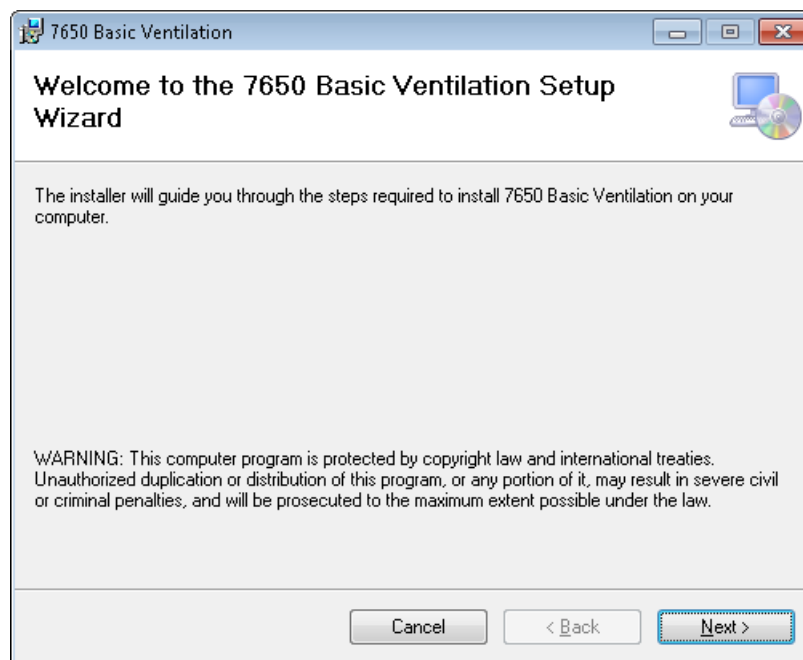 7650 Basic Ventilation
Welcome to the 7650 Basic Ventilation Setup
Wizard
The installer will guide you through the steps required to install 7650 Basic Ventilation on your
computer.
WARNING: This computer program is protected by copyright law and international treaties.
Unauthorized duplication or distribution of this program, or any portion of it, may result in severe civil
or criminal penalties, and will be prosecuted to the maximum extent possible under the law.
Cancel
< Back
Next >